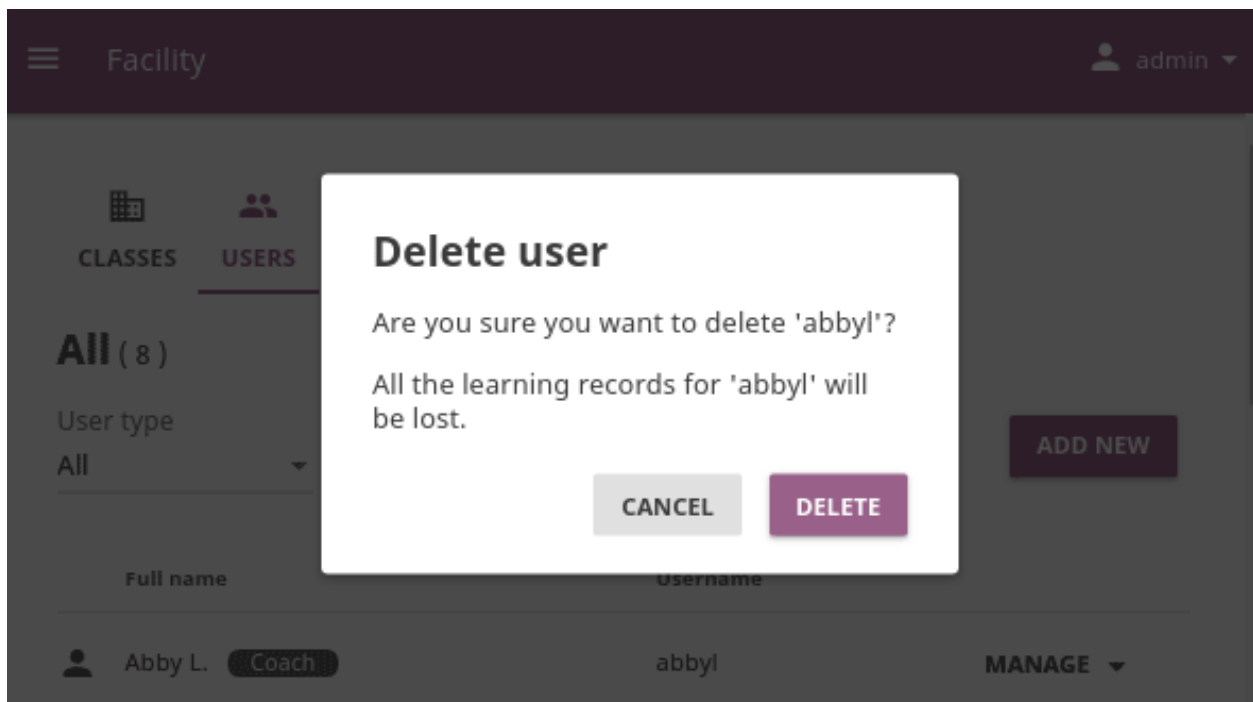 Facility
admin
CLASSES
USERS
Delete user
Are you sure you want to delete 'abbyl'?
All the learning records for 'abbyl' will
be lost.
CANCEL
DELETE
All ( 8 )
User type
All
ADD NEW
Full name
Username
Abby L.
Coach
abbyl
MANAGE